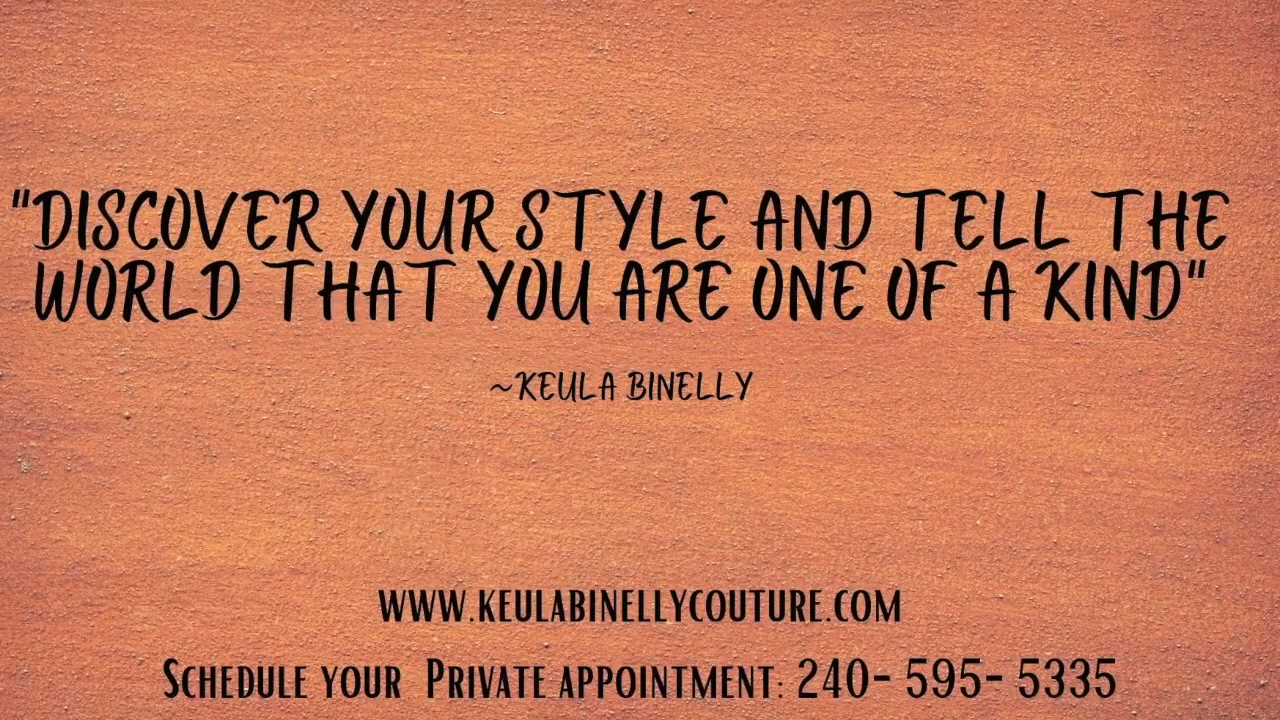 "DISCOVER YOUR STYLE AND TELL THE
WORLD THAT YOU ARE ONE OF A KIND"
~KEULA BINELLY
WWW.KEULABINELLYCOUTURE.COM
Schedule your Private appointment: 240- 595- 5335